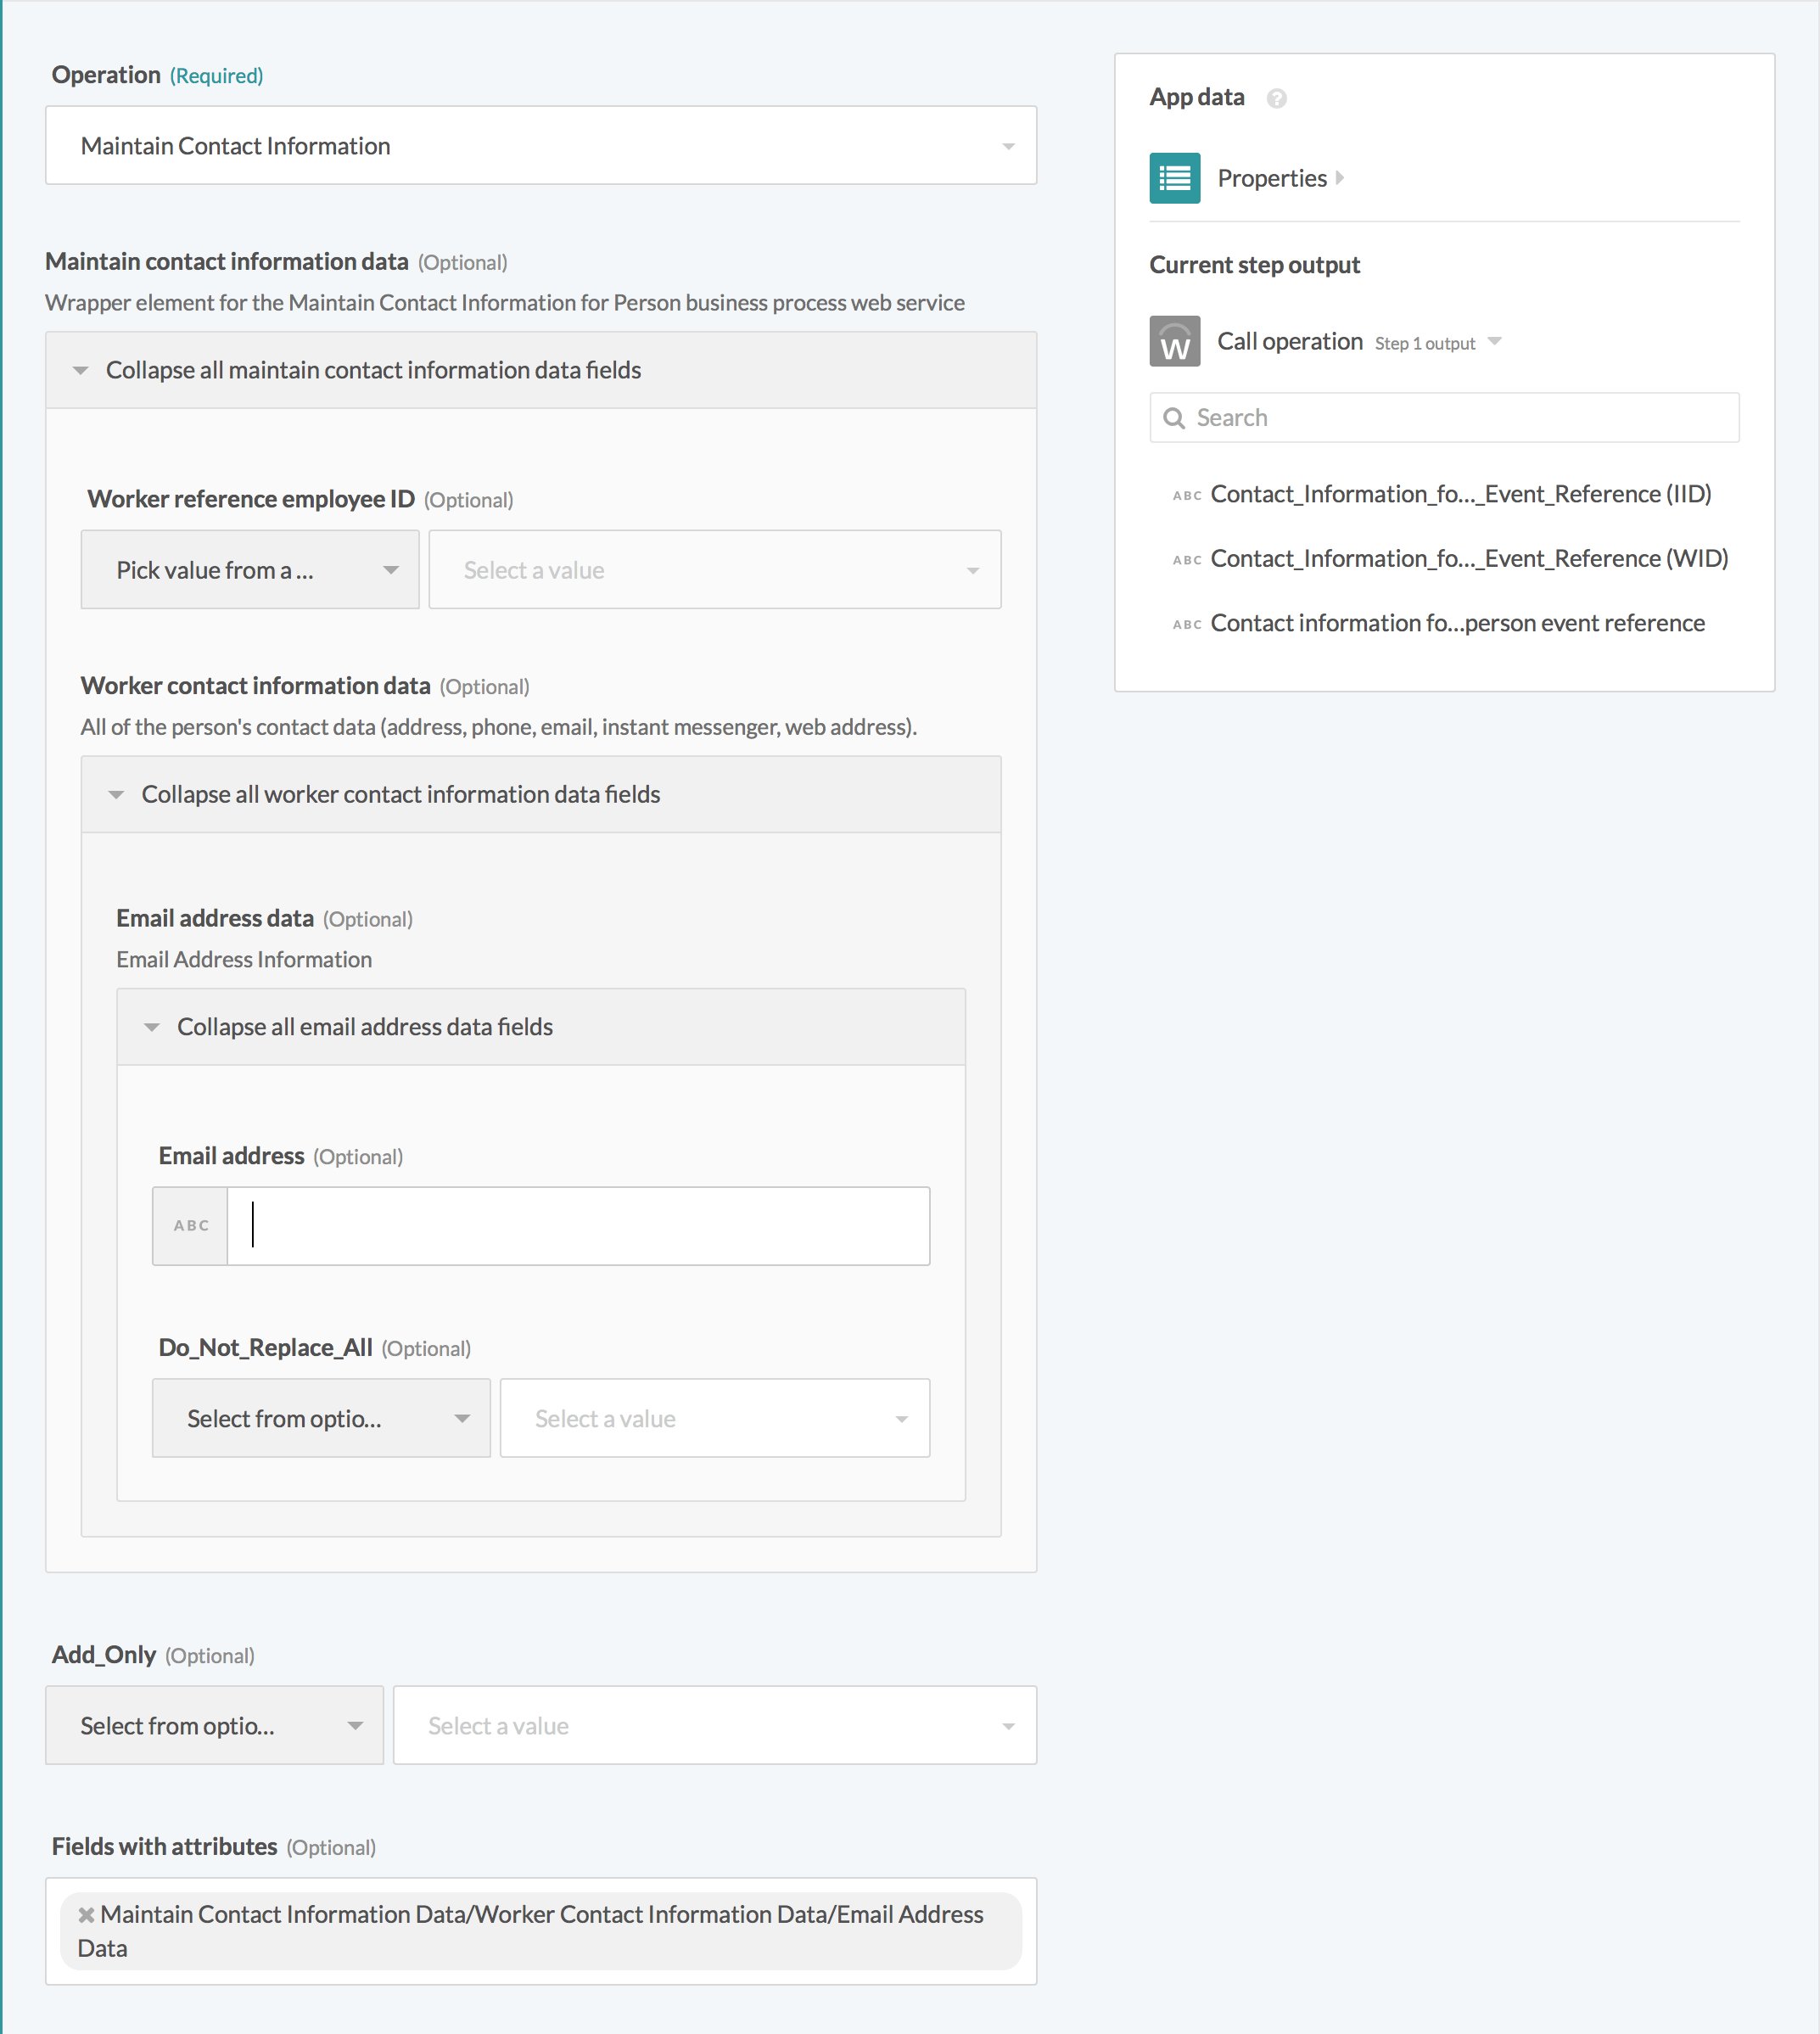 Operation (Required)
Maintain Contact Information
Maintain contact information data (Optional)
Wrapper element for the Maintain Contact Information for Person business process web service
Collapse all maintain contact information data fields
Worker reference employee ID (Optional)
Pick value from a ...
Select a value
Worker contact information data (Optional)
All of the person's contact data (address, phone, email, instant messenger, web address).
Collapse all worker contact information data fields
Email address data (Optional)
Email Address Information
Collapse all email address data fields
Email address (Optional)
ABC
Do_Not_Replace_All (Optional)
Select from optio...
Select a value
Add_Only (Optional)
Select from optio...
Select a value
Fields with attributes (Optional)
Maintain Contact Information Data/Worker Contact Information Data/Email Address
Data
App data ?
Properties
Current step output
W Call operation Step 1 output
Search
ABC Contact_Information_fo..._Event_Reference (IID)
ABC Contact_Information_fo..._Event_Reference (WID)
ABC Contact information fo...person event reference